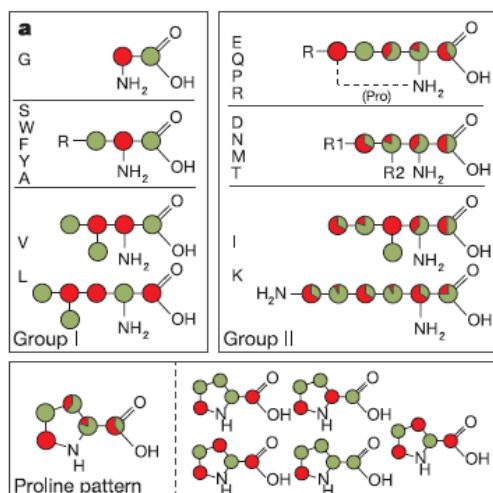 a
G
O
OH
NH2
S
W
F
Y
A
R
O
OH
NH2
V
O
OH
NH2
L
O
OH
NH2
Group I
E
Q
P
R
R
O
OH
(Pro)
NH2
D
N
M
T
R1
R2
NH2
O
OH
I
O
OH
NH2
K
H2N
O
OH
NH2
Group II
O
OH
N
H
Proline pattern
O
OH
N
H
O
OH
N
H
O
OH
N
H
O
OH
N
H
O
OH
N
H